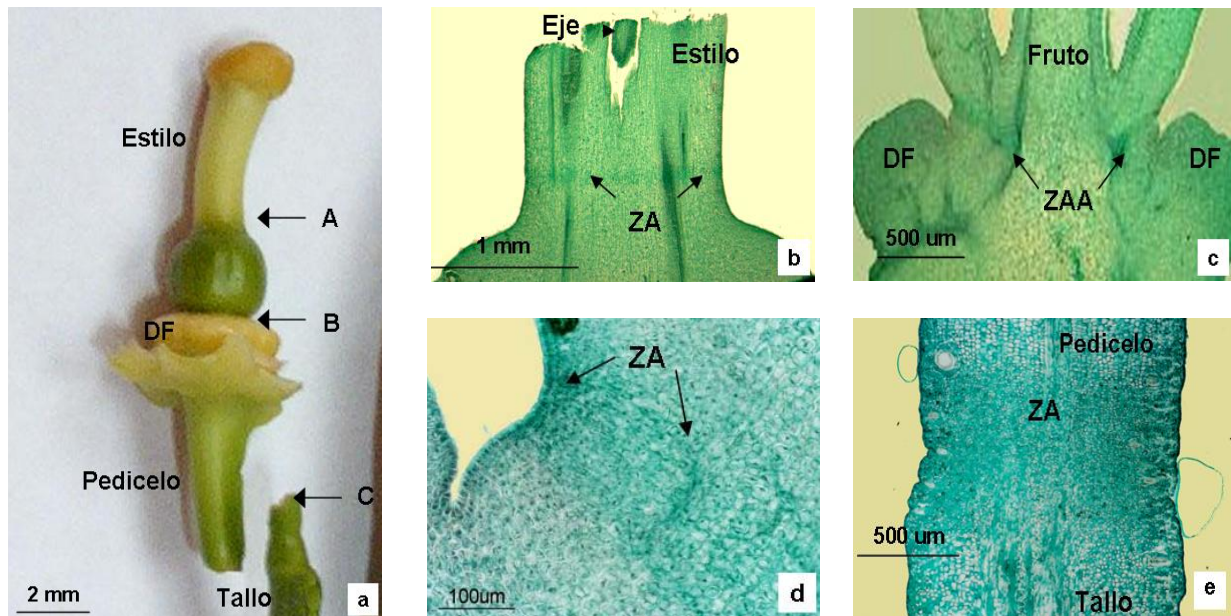 Estilo
A
DF
B
Pedicelo
C
Tallo
2 mm
a
Eje
Estilo
ZA
1 mm
b
Fruto
DF
DF
ZAA
500 um
c
ZA
100um
d
Pedicelo
ZA
500 um
Tallo
e